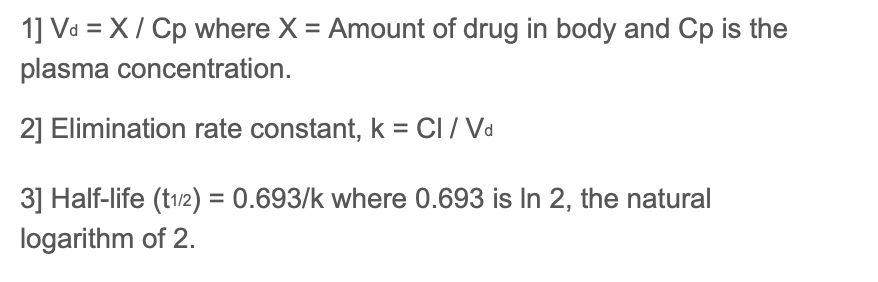 1] Vd = X / Cp where X = Amount of drug in body and Cp is the
plasma concentration.
2] Elimination rate constant, k = Cl / Vd
3] Half-life (t1/2) = 0.693/k where 0.693 is ln 2, the natural
logarithm of 2.